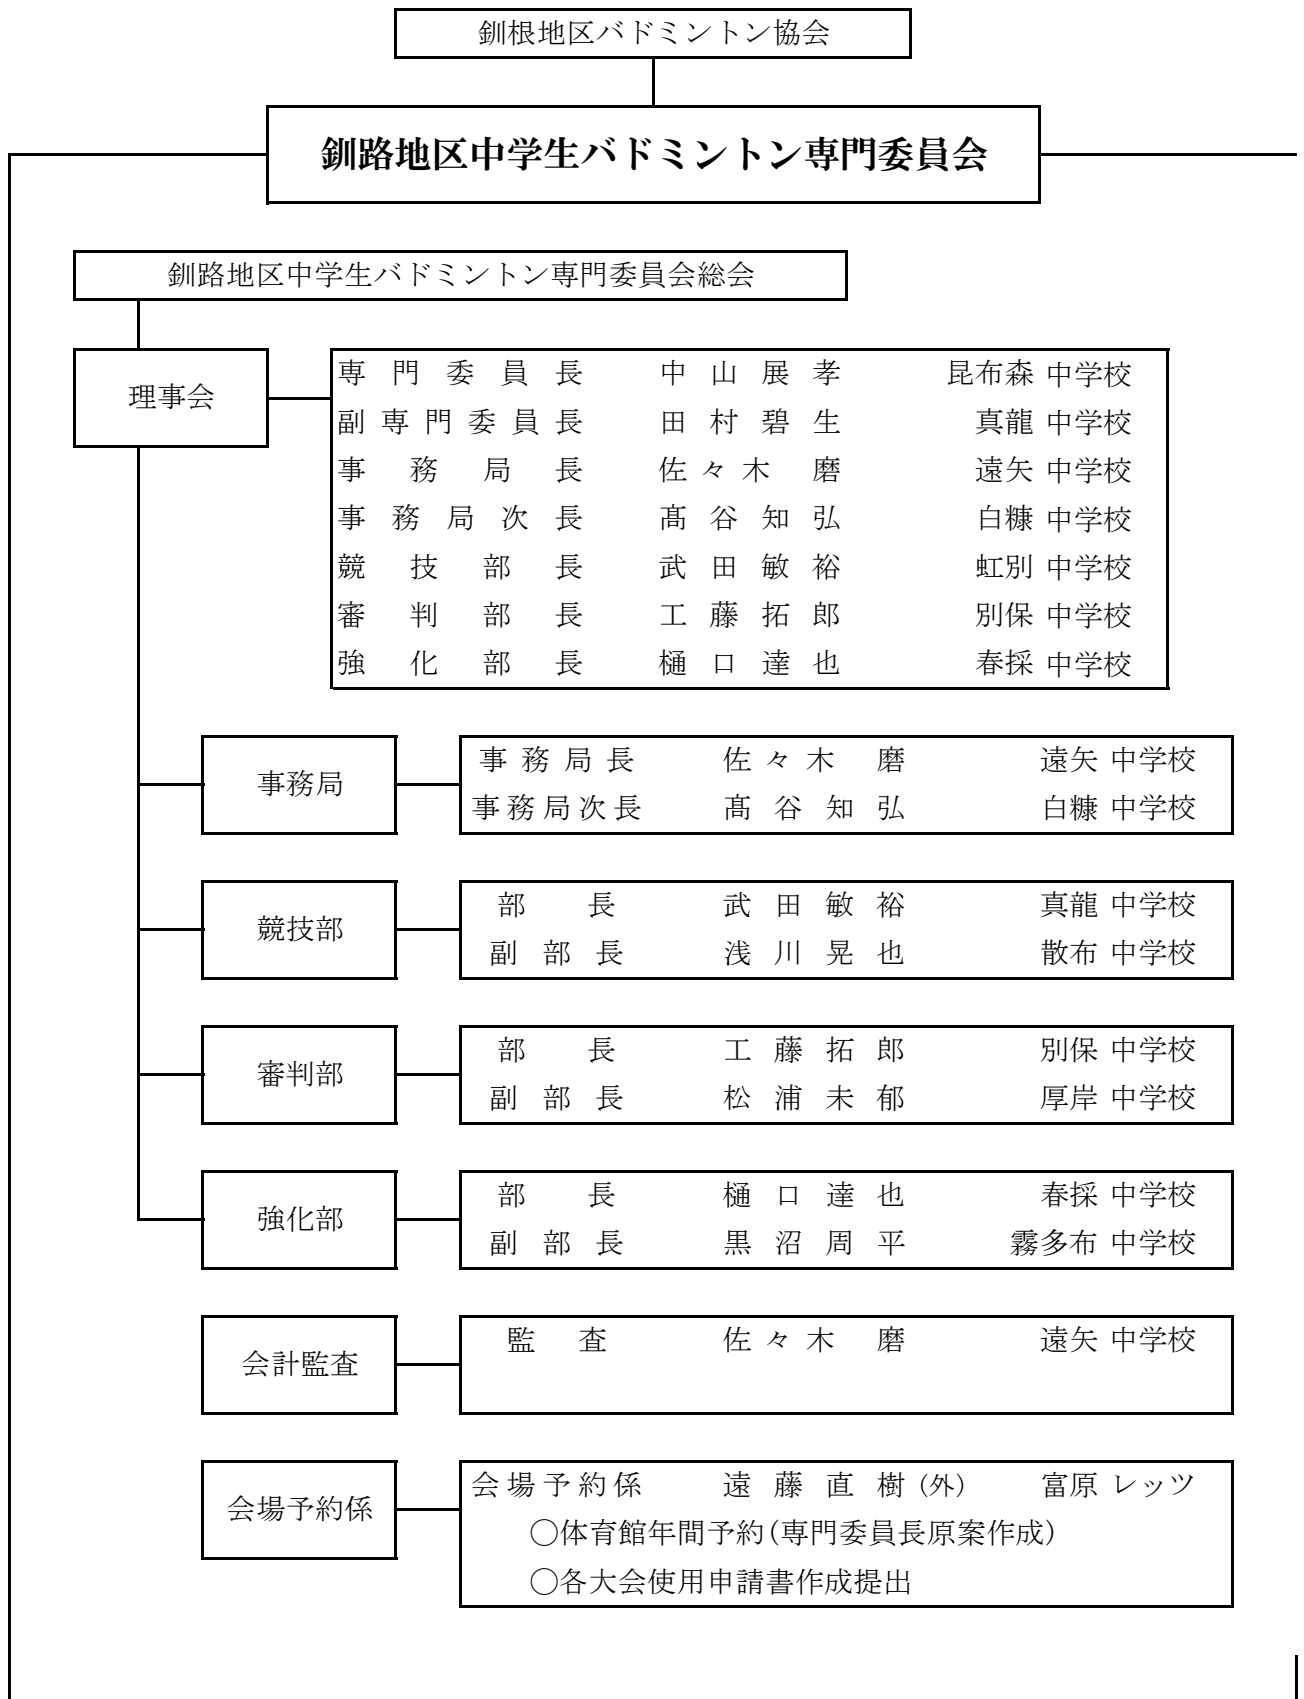 釧根地区バドミントン協会
釧路地区中学生バドミントン専門委員会
釧路地区中学生バドミントン専門委員会総会
理事会
専門委員長 中山展孝 昆布森 中学校
副専門委員長 田村碧生 真龍 中学校
事務局長 佐々木 磨 遠矢 中学校
事務局次長 髙谷知弘 白糠 中学校
競技部長 武田敏裕 虹別 中学校
審判部長 工藤拓郎 別保 中学校
強化部長 樋口達也 春採 中学校
事務局
事務局長 佐々木 磨 遠矢 中学校
事務局次長 髙谷知弘 白糠 中学校
競技部
部長 武田敏裕 真龍 中学校
副部長 浅川晃也 散布 中学校
審判部
部長 工藤拓郎 別保 中学校
副部長 松浦未郁 厚岸 中学校
強化部
部長 樋口達也 春採 中学校
副部長 黒沼周平 霧多布 中学校
会計監査
監査 佐々木 磨 遠矢 中学校
会場予約係
会場予約係 遠藤直樹(外) 富原 レッツ
○体育館年間予約(専門委員長原案作成)
○各大会使用申請書作成提出